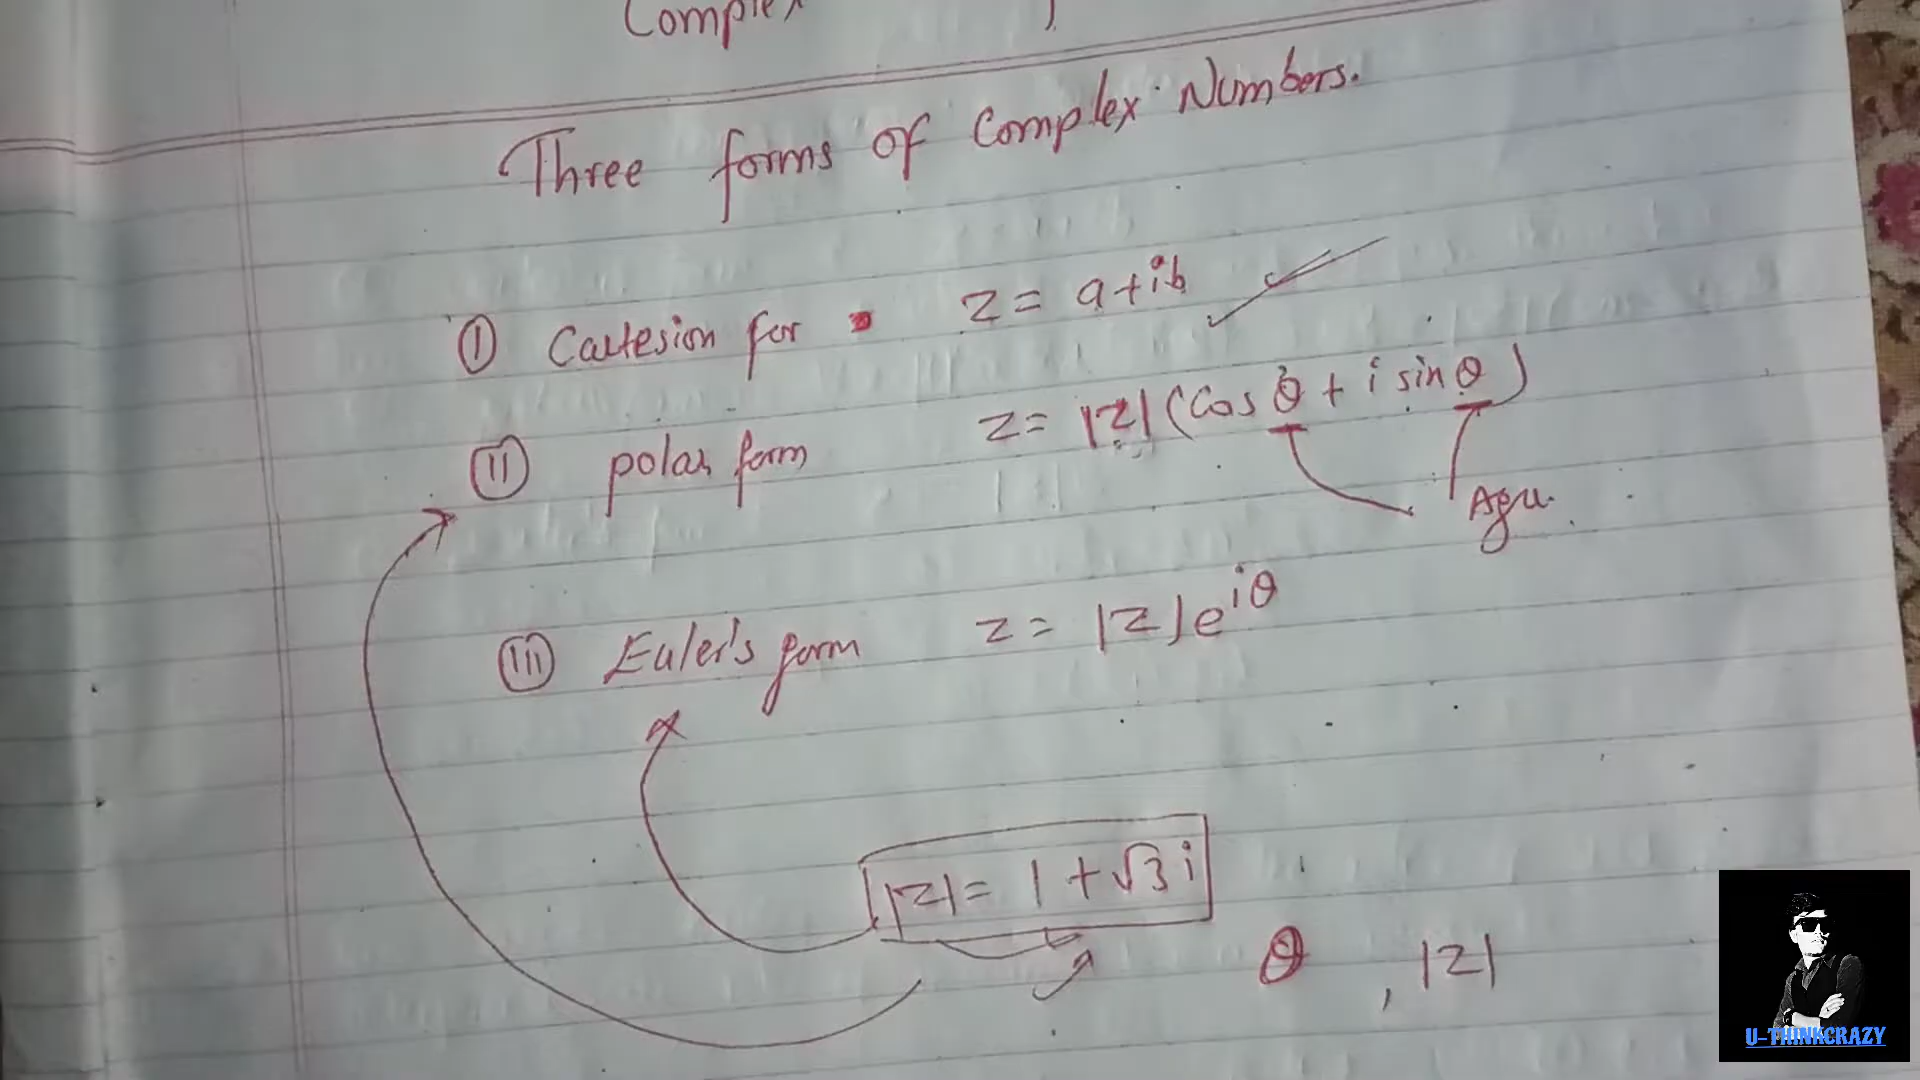 Complex
Three forms of Complex Numbers.
(i) Cartesion for z = a+ib
(ii) polar form z = |z|(Cos θ + i sin θ)
Agu.
(iii) Euler's form z = |z|e^iθ
|z| = 1 + √3 i
θ , |z|
U-THINKCRAZY